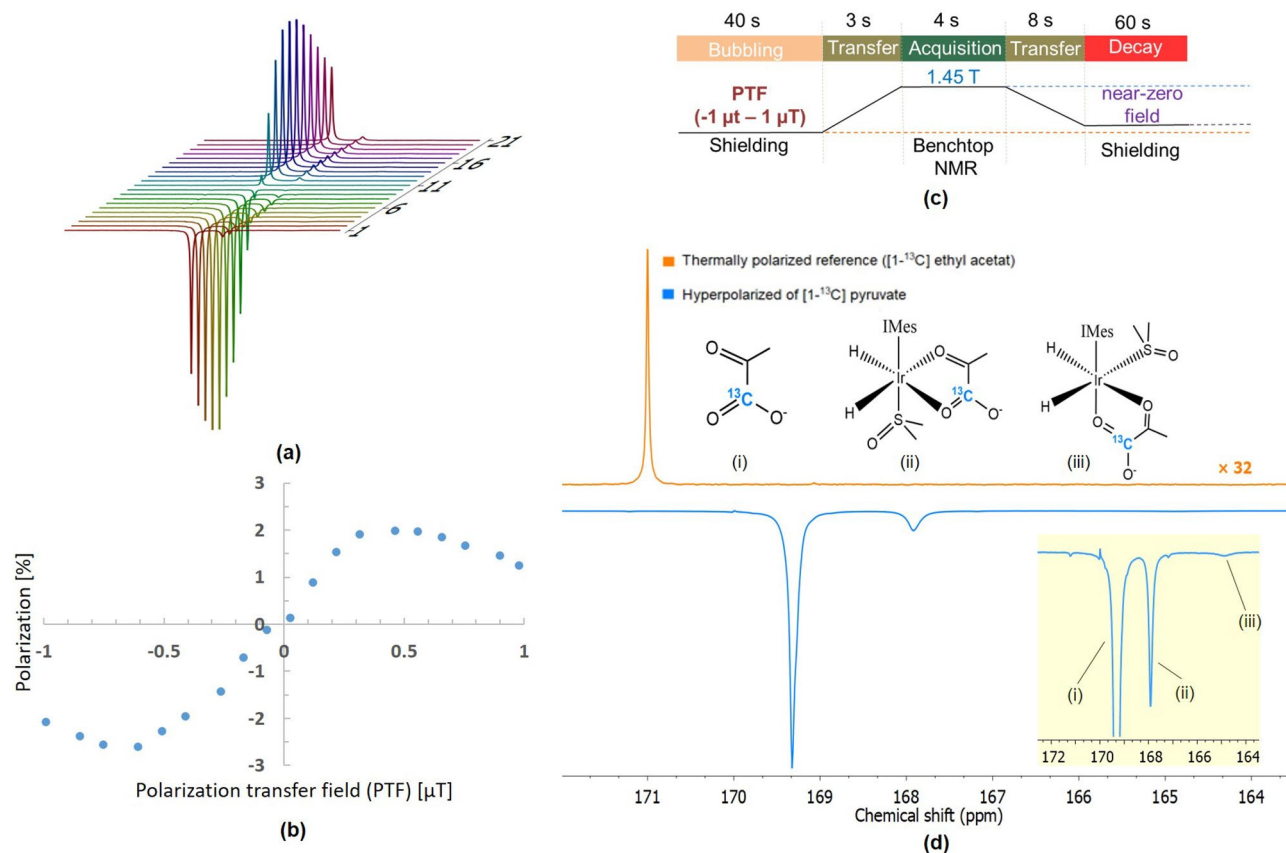 21
16
11
6
1
(a)
3
2
1
0
-1
-2
-3
-1
-0.5
0
0.5
1
Polarization [%]
Polarization transfer field (PTF) [µT]
(b)
40 s
3 s
4 s
8 s
60 s
Bubbling
Transfer
Acquisition
Transfer
Decay
1.45 T
PTF
(-1 µt – 1 µT)
near-zero
field
Shielding
Benchtop
NMR
Shielding
(c)
Thermally polarized reference ([1-¹³C] ethyl acetat)
Hyperpolarized of [1-¹³C] pyruvate
O
¹³C
O
O⁻
(i)
IMes
H
H
Ir
O
O
¹³C
O⁻
S
O
(ii)
IMes
H
H
Ir
S
O
O
O
¹³C
O⁻
(iii)
× 32
(i)
(ii)
(iii)
172
170
168
166
164
171
170
169
168
167
166
165
164
Chemical shift (ppm)
(d)